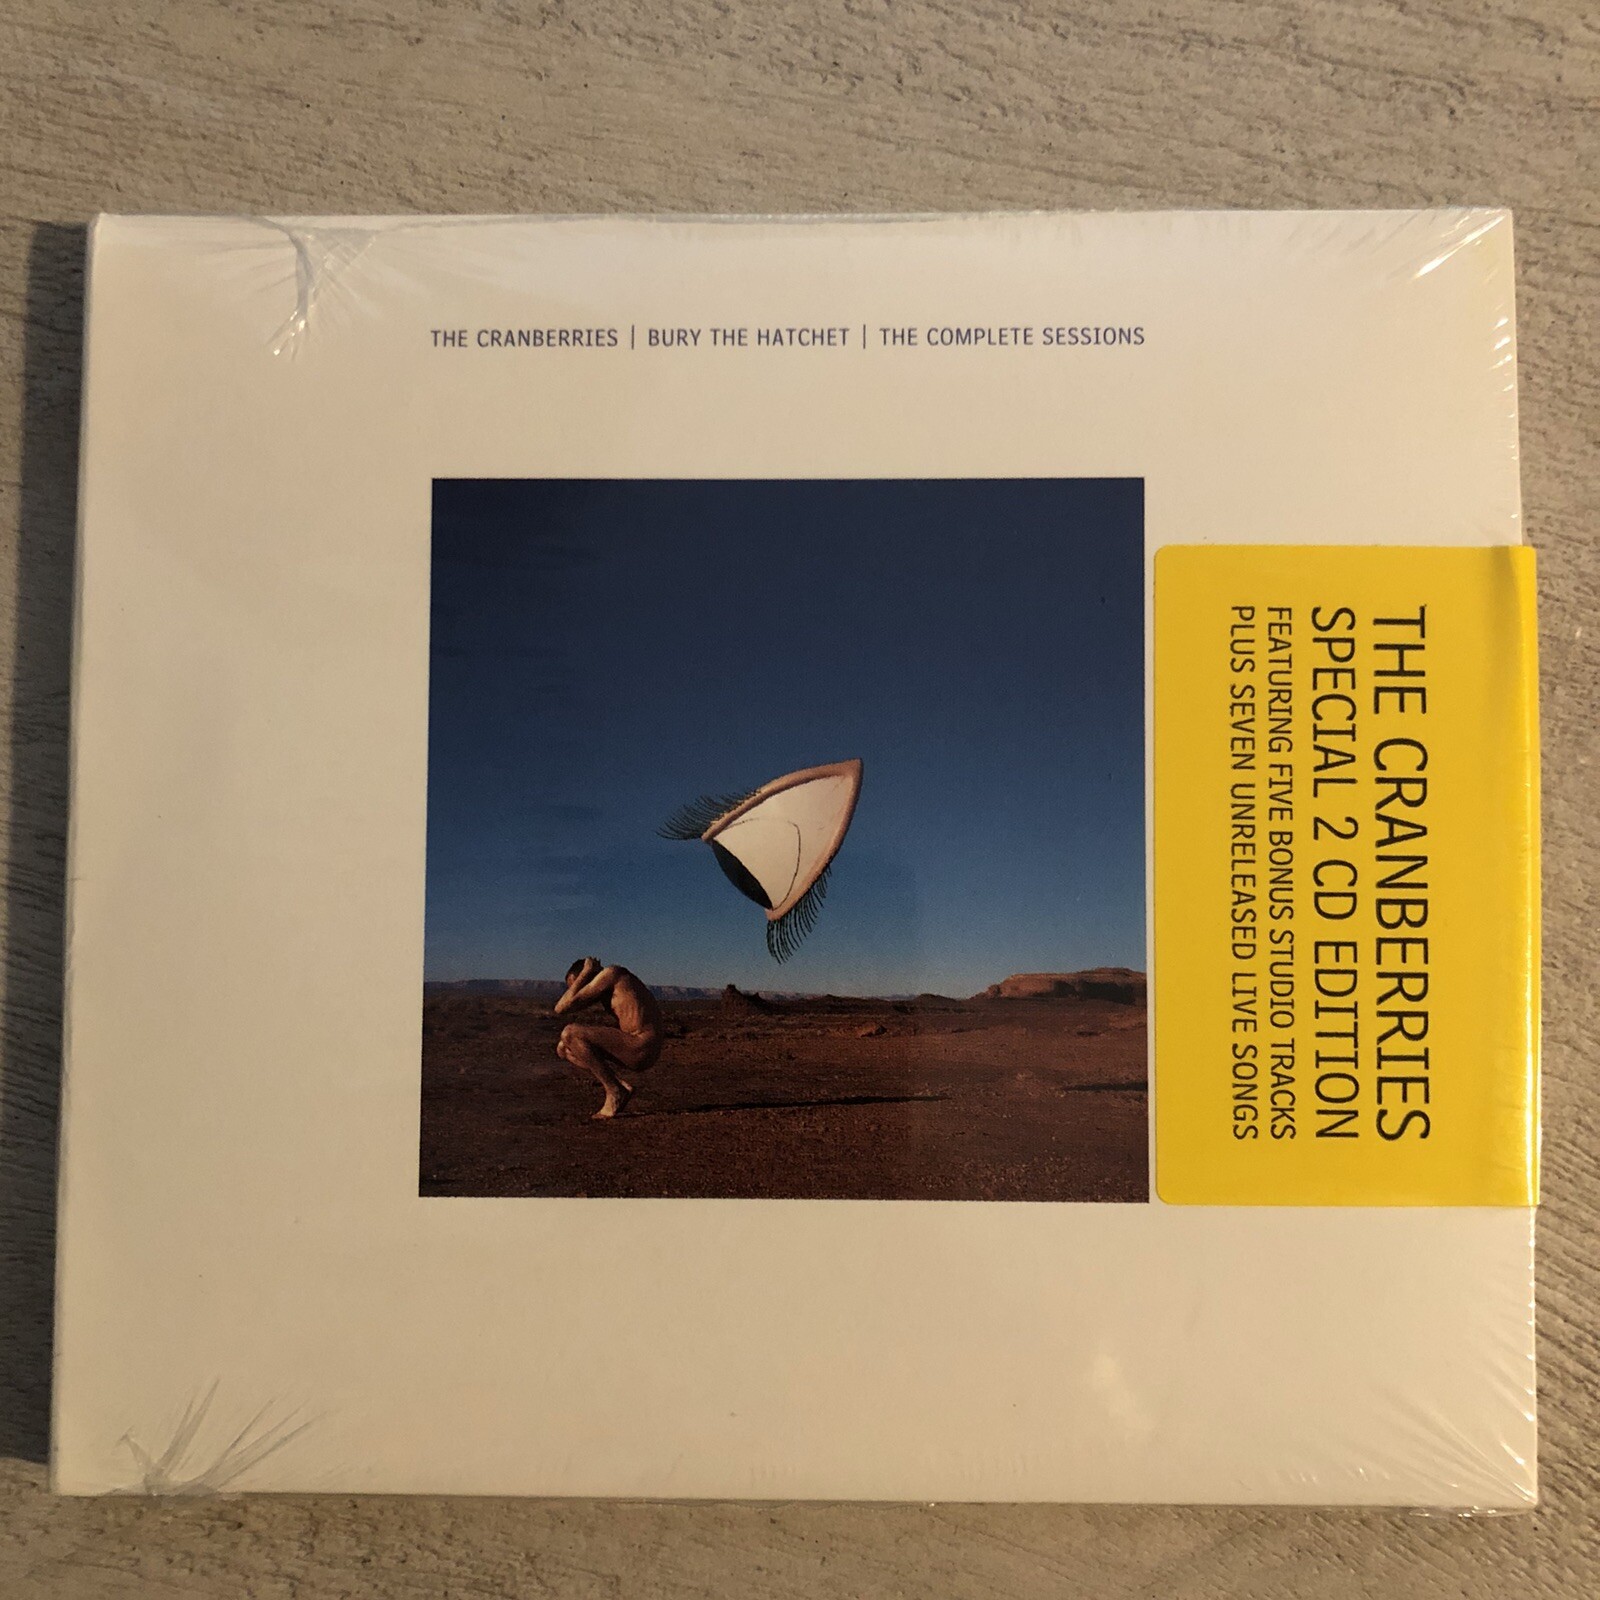 THE CRANBERRIES | BURY THE HATCHET | THE COMPLETE SESSIONS
THE CRANBERRIES
SPECIAL 2 CD EDITION
FEATURING FIVE BONUS STUDIO TRACKS
PLUS SEVEN UNRELEASED LIVE SONGS